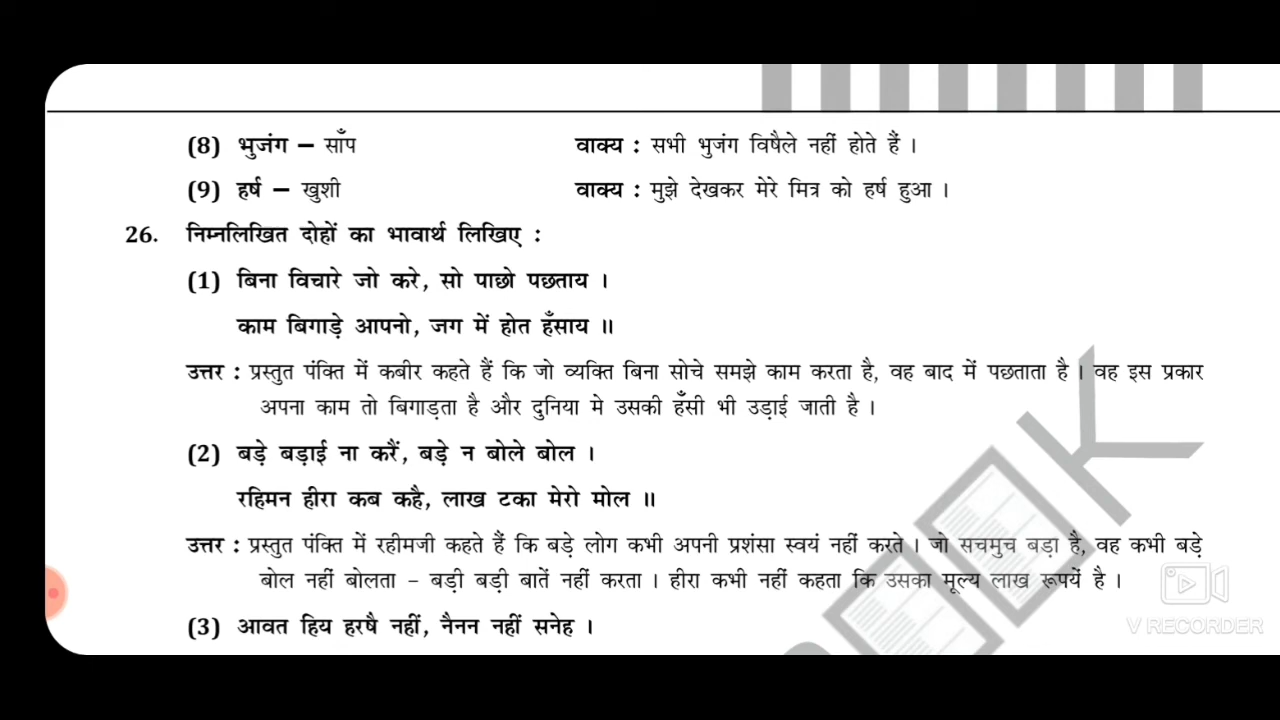 (8) भुजंग – साँप वाक्य : सभी भुजंग विषैले नहीं होते हैं ।
(9) हर्ष – खुशी वाक्य : मुझे देखकर मेरे मित्र को हर्ष हुआ ।
26. निम्नलिखित दोहों का भावार्थ लिखिए :
(1) बिना विचारे जो करे, सो पाछो पछताय ।
काम बिगाड़े आपनो, जग में होत हँसाय ॥
उत्तर : प्रस्तुत पंक्ति में कबीर कहते हैं कि जो व्यक्ति बिना सोचे समझे काम करता है, वह बाद में पछताता है । वह इस प्रकार
अपना काम तो बिगाड़ता है और दुनिया मे उसकी हँसी भी उड़ाई जाती है ।
(2) बड़े बड़ाई ना करैं, बड़े न बोले बोल ।
रहिमन हीरा कब कहै, लाख टका मेरो मोल ॥
उत्तर : प्रस्तुत पंक्ति में रहीमजी कहते हैं कि बड़े लोग कभी अपनी प्रशंसा स्वयं नहीं करते । जो सचमुच बड़ा है, वह कभी बड़े
बोल नहीं बोलता – बड़ी बड़ी बातें नहीं करता । हीरा कभी नहीं कहता कि उसका मूल्य लाख रूपयें है ।
(3) आवत हिय हरषै नहीं, नैनन नहीं सनेह ।
V RECORDER